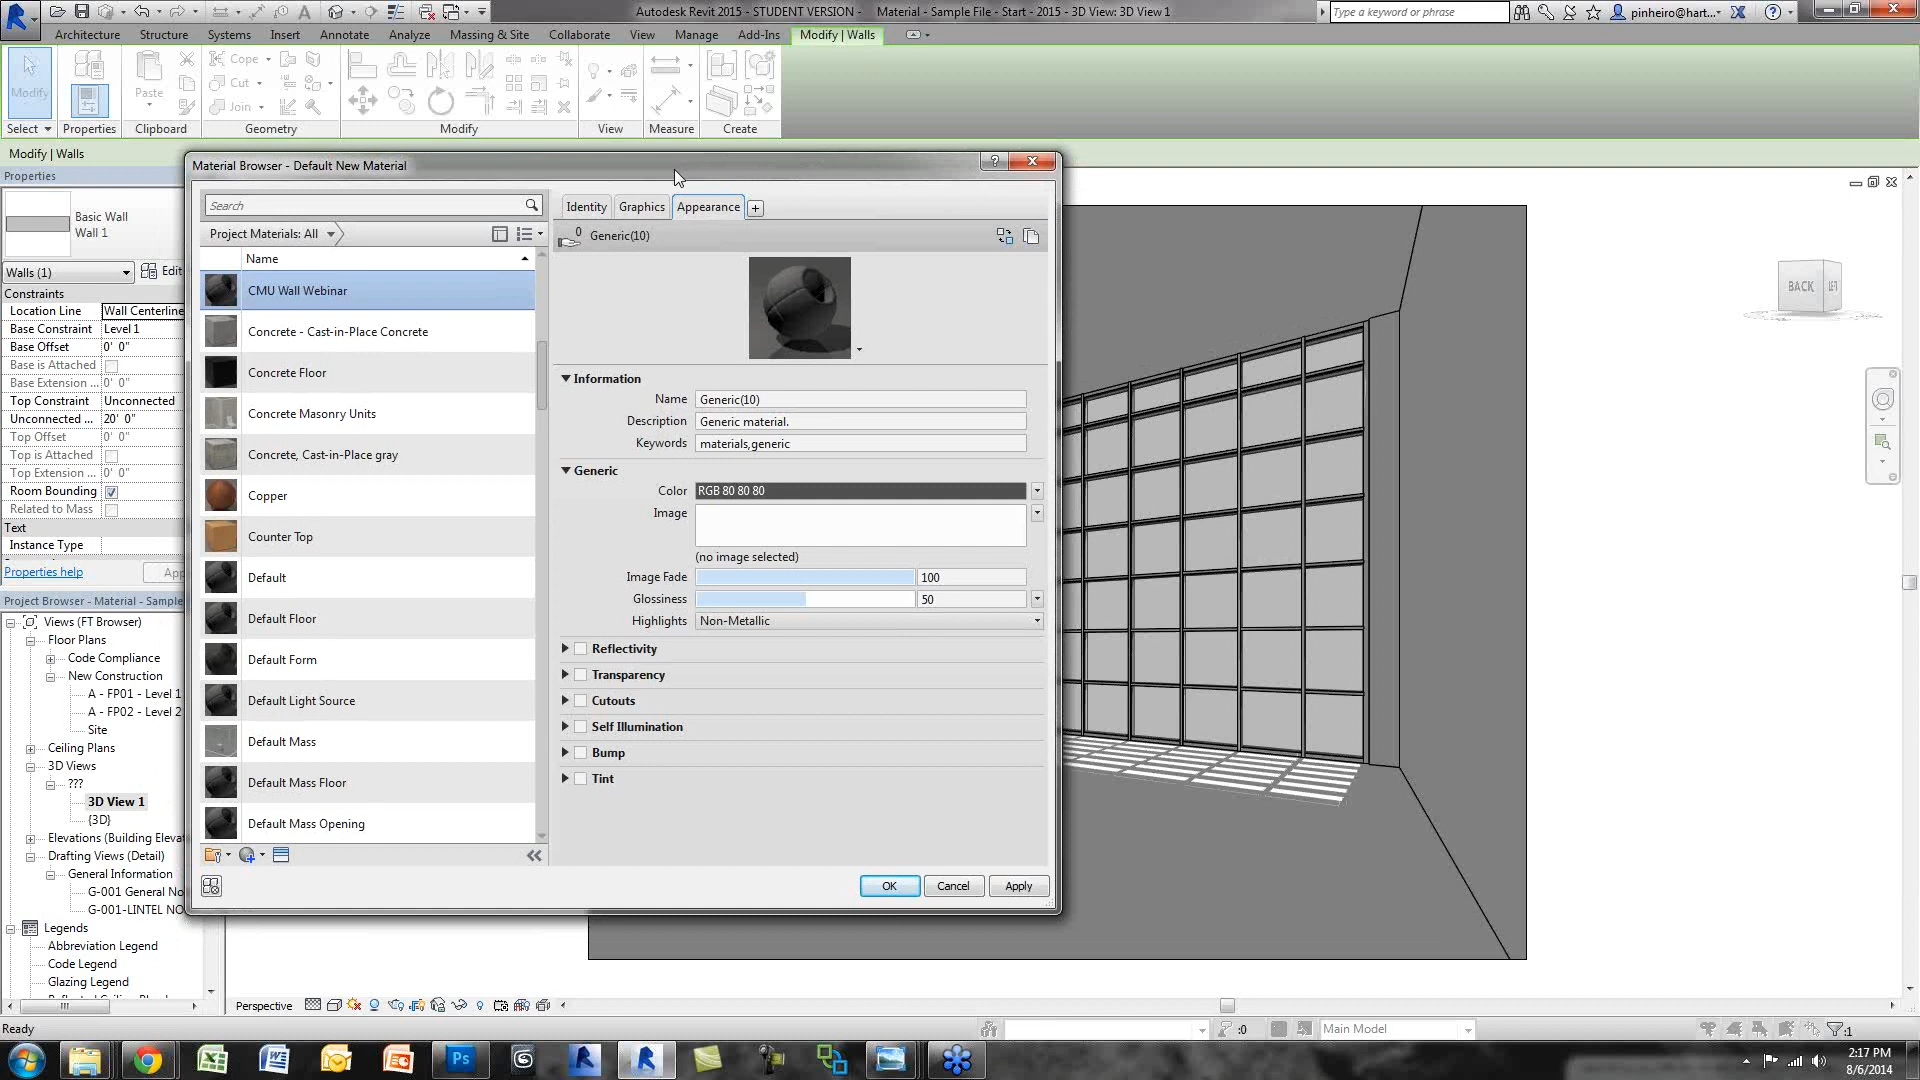 Autodesk Revit 2015 - STUDENT VERSION - Material - Sample File - Start - 2015 - 3D View: 3D View 1
Type a keyword or phrase
pinheiro@hart...
Architecture Structure Systems Insert Annotate Analyze Massing & Site Collaborate View Manage Add-Ins Modify | Walls
Modify
Paste
Cope
Cut
Join
Select Properties Clipboard Geometry Modify View Measure Create
Modify | Walls
Properties
Basic Wall
Wall 1
Walls (1)
Edit
Constraints
Location Line Wall Centerline
Base Constraint Level 1
Base Offset 0' 0"
Base is Attached
Base Extension ... 0' 0"
Top Constraint Unconnected
Unconnected ... 20' 0"
Top Offset 0' 0"
Top is Attached
Top Extension ... 0' 0"
Room Bounding
Related to Mass
Text
Instance Type
Properties help
App
Project Browser - Material - Sample
Views (FT Browser)
Floor Plans
Code Compliance
New Construction
A - FP01 - Level 1
A - FP02 - Level 2
Site
Ceiling Plans
3D Views
???
3D View 1
{3D}
Elevations (Building Eleva
Drafting Views (Detail)
General Information
G-001 General No
G-001-LINTEL NO
Legends
Abbreviation Legend
Code Legend
Glazing Legend
Material Browser - Default New Material
Search
Project Materials: All
Name
CMU Wall Webinar
Concrete - Cast-in-Place Concrete
Concrete Floor
Concrete Masonry Units
Concrete, Cast-in-Place gray
Copper
Counter Top
Default
Default Floor
Default Form
Default Light Source
Default Mass
Default Mass Floor
Default Mass Opening
Identity Graphics Appearance +
0
Generic(10)
Information
Name Generic(10)
Description Generic material.
Keywords materials,generic
Generic
Color RGB 80 80 80
Image
(no image selected)
Image Fade 100
Glossiness 50
Highlights Non-Metallic
Reflectivity
Transparency
Cutouts
Self Illumination
Bump
Tint
OK Cancel Apply
BACK
Perspective
Ready
:0
Main Model
:1
Ps
2:17 PM
8/6/2014